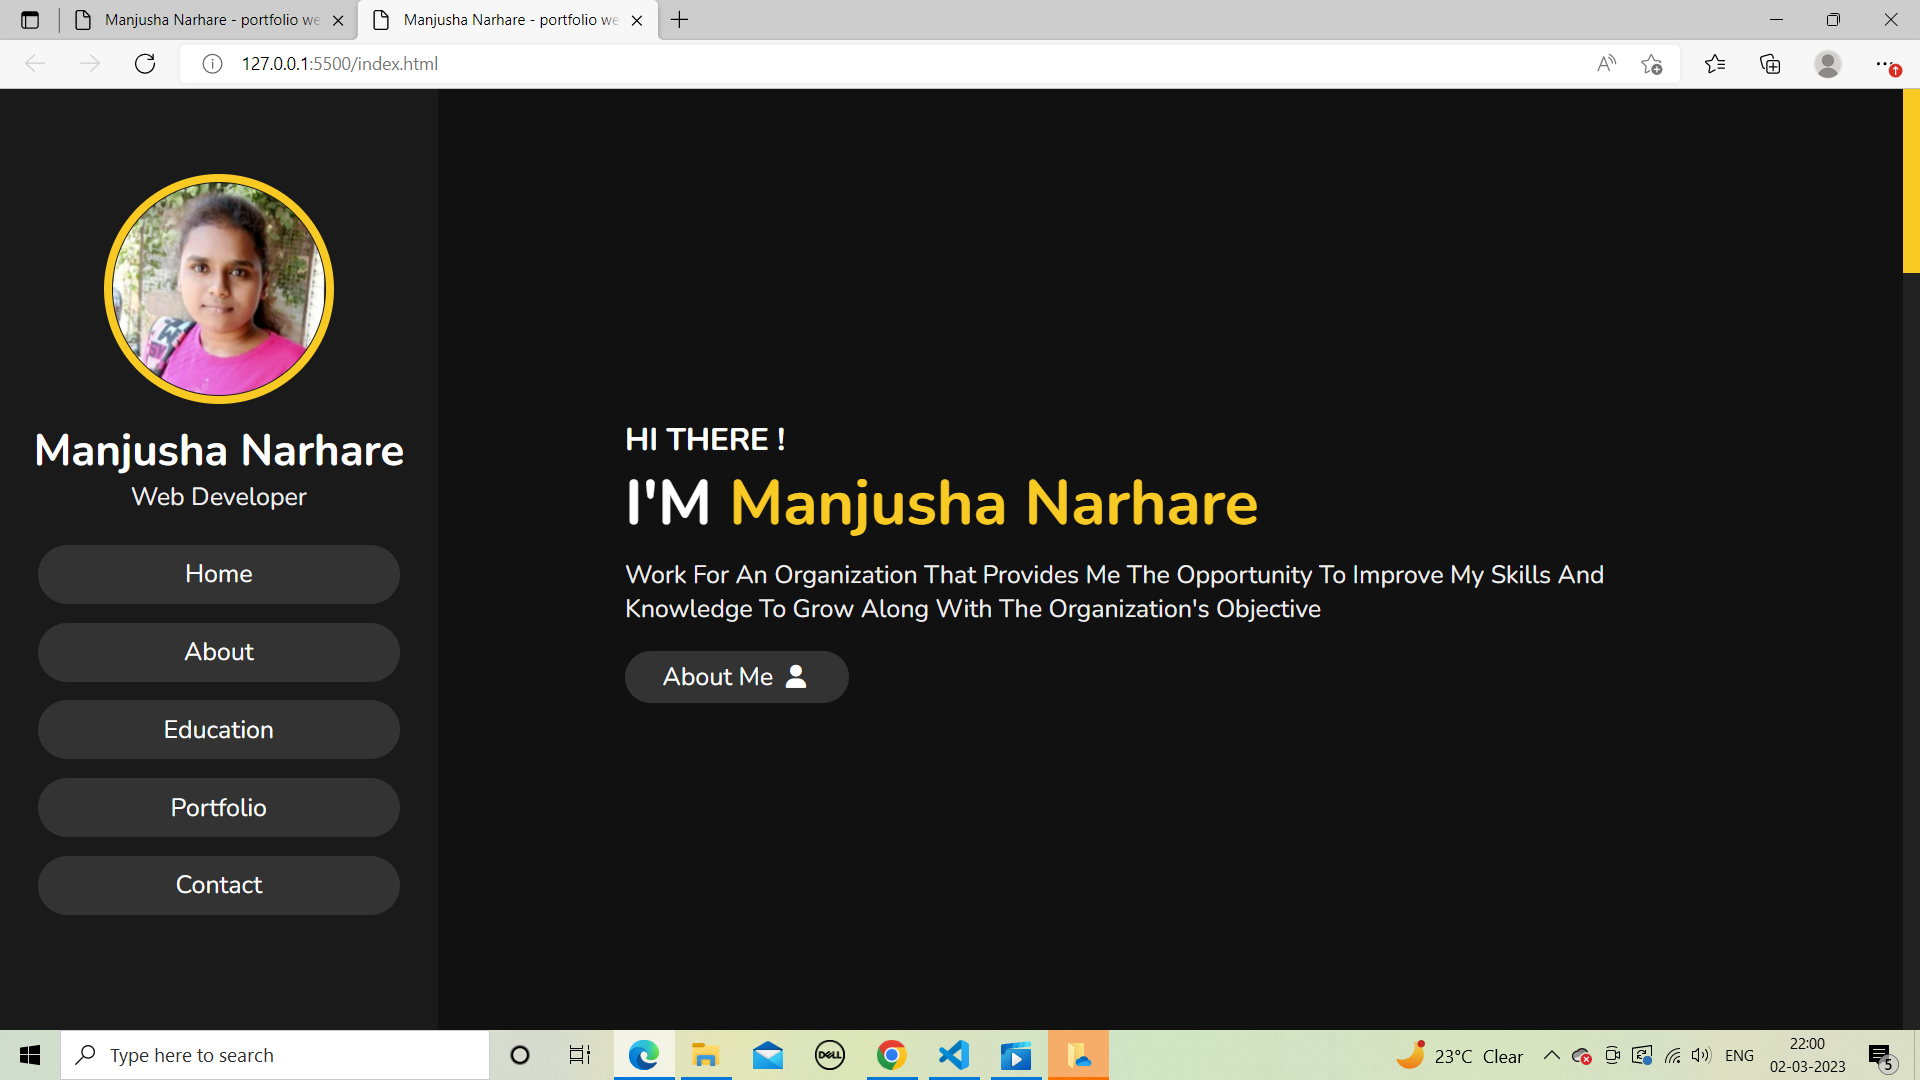 Manjusha Narhare - portfolio we
Manjusha Narhare - portfolio we
127.0.0.1:5500/index.html
Manjusha Narhare
Web Developer
Home
About
Education
Portfolio
Contact
HI THERE !
I'M Manjusha Narhare
Work For An Organization That Provides Me The Opportunity To Improve My Skills And
Knowledge To Grow Along With The Organization's Objective
About Me
Type here to search
DELL
23°C Clear
ENG
22:00
02-03-2023
5